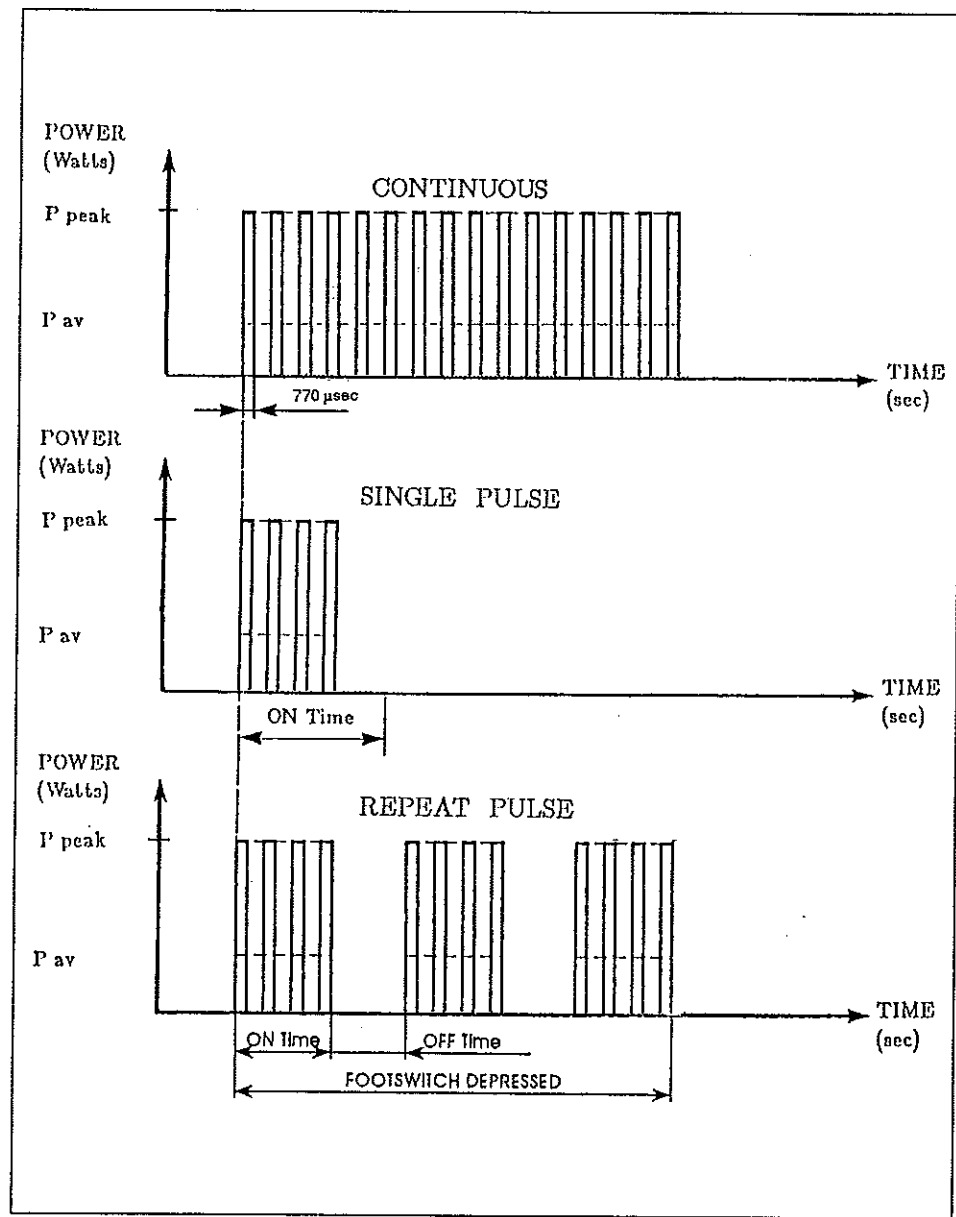 POWER
(Watts)
CONTINUOUS
P peak
P av
TIME
(sec)
770 μsec
POWER
(Watts)
SINGLE PULSE
P peak
P av
TIME
(sec)
ON Time
POWER
(Watts)
REPEAT PULSE
P peak
P av
TIME
(sec)
ON Time
OFF Time
FOOTSWITCH DEPRESSED